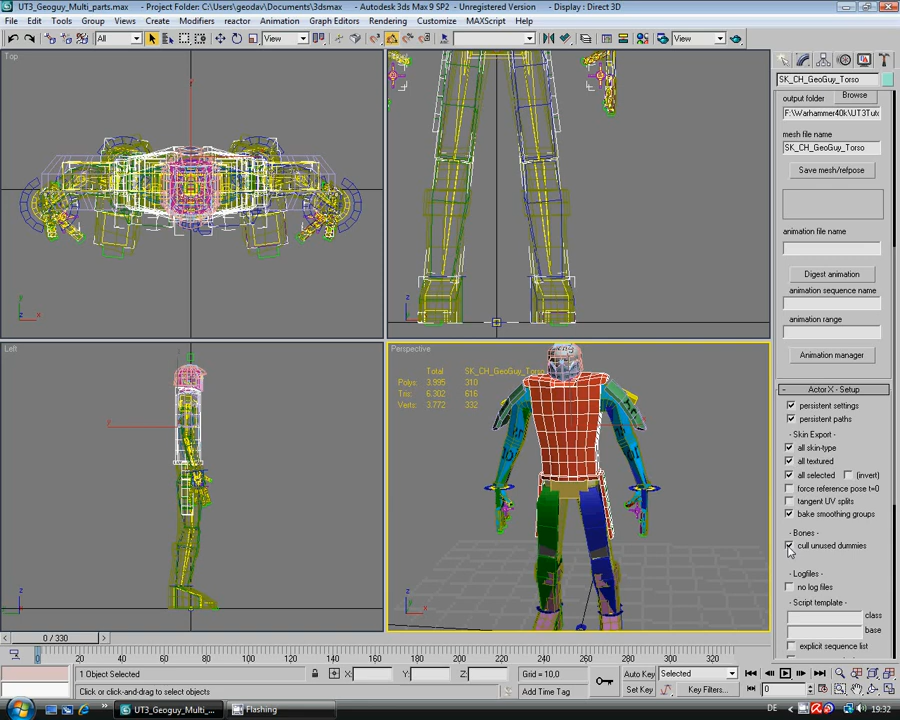 UT3_Geoguy_Multi_parts.max - Project Folder: C:\Users\geodav\Documents\3dsmax - Autodesk 3ds Max 9 SP2 - Unregistered Version - Display : Direct 3D
File Edit Tools Group Views Create Modifiers reactor Animation Graph Editors Rendering Customize MAXScript Help
All View View
Top
SK_CH_GeoGuy_Torso
output folder Browse
F:\Warhammer40k\UT3Tuto
mesh file name
SK_CH_GeoGuy_Torso
Save mesh/refpose
animation file name
Digest animation
animation sequence name
animation range
Animation manager
Left
Perspective
Total SK_CH_GeoGuy_Torso
Polys: 3.995 310
Tris: 6.302 616
Verts: 3.772 332
- ActorX - Setup
persistent settings
persistent paths
- Skin Export -
all skin-type
all textured
all selected (invert)
force reference pose t=0
tangent UV splits
bake smoothing groups
- Bones -
cull unused dummies
- Logfiles -
no log files
- Script template -
class
base
explicit sequence list
0 / 330
0 20 40 60 80 100 120 140 160 180 200 220 240 260 280 300 320
1 Object Selected X: Y: Z: Grid = 10,0 Auto Key Selected
Click or click-and-drag to select objects Add Time Tag Set Key Key Filters... 0
UT3_Geoguy_Multi_... Flashing DE 19:32